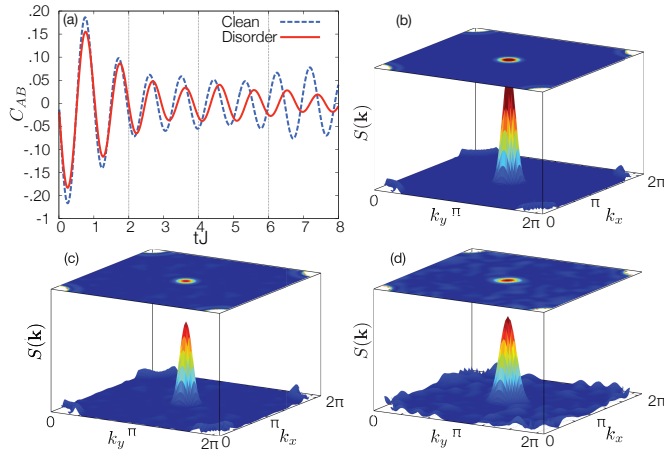 (a)
Clean
Disorder
.20
.15
.10
.05
0
-.05
-.10
-.15
-.20
-1
C_AB
0 1 2 3 4 5 6 7 8
tJ
(b)
S(k)
0
k_y
π
2π
0
π
k_x
2π
(c)
S(k)
0
k_y
π
2π
0
π
k_x
2π
(d)
S(k)
0
k_y
π
2π
0
π
k_x
2π